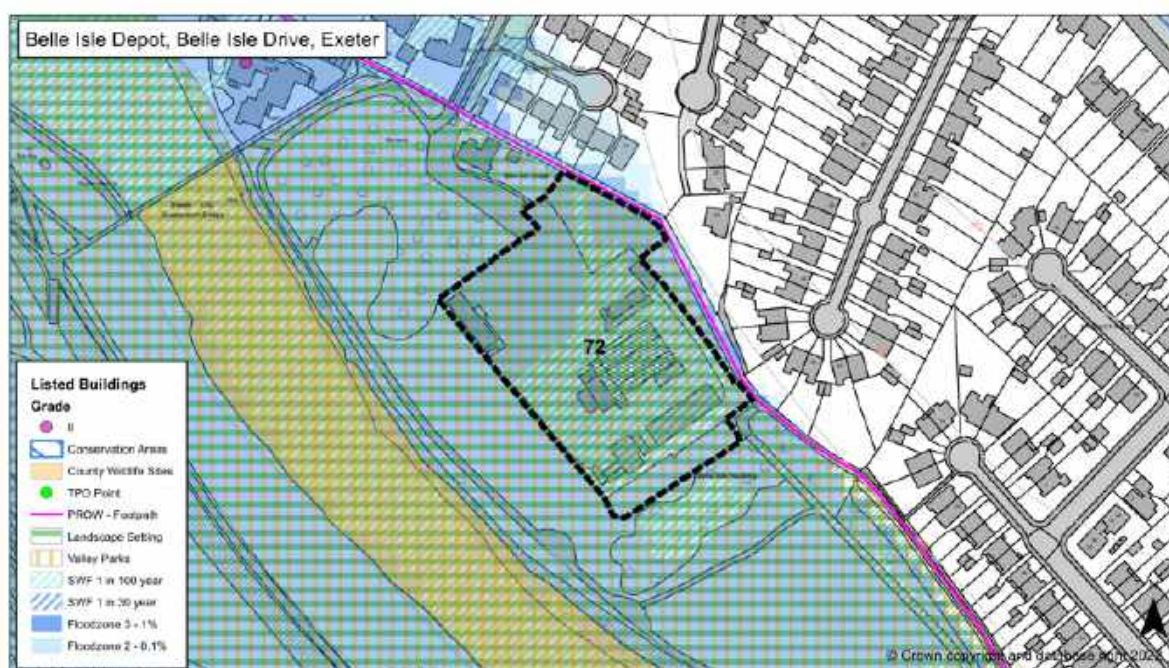 Belle Isle Depot, Belle Isle Drive, Exeter
72
Listed Buildings
Grade
II
Conservation Areas
County Wildlife Sites
TPO Point
PROW - Footpath
Landscape Setting
Valley Parks
SWF 1 in 100 year
SWF 1 in 30 year
Floodzone 3 - 1%
Floodzone 2 - 0.1%
© Crown copyright and database right